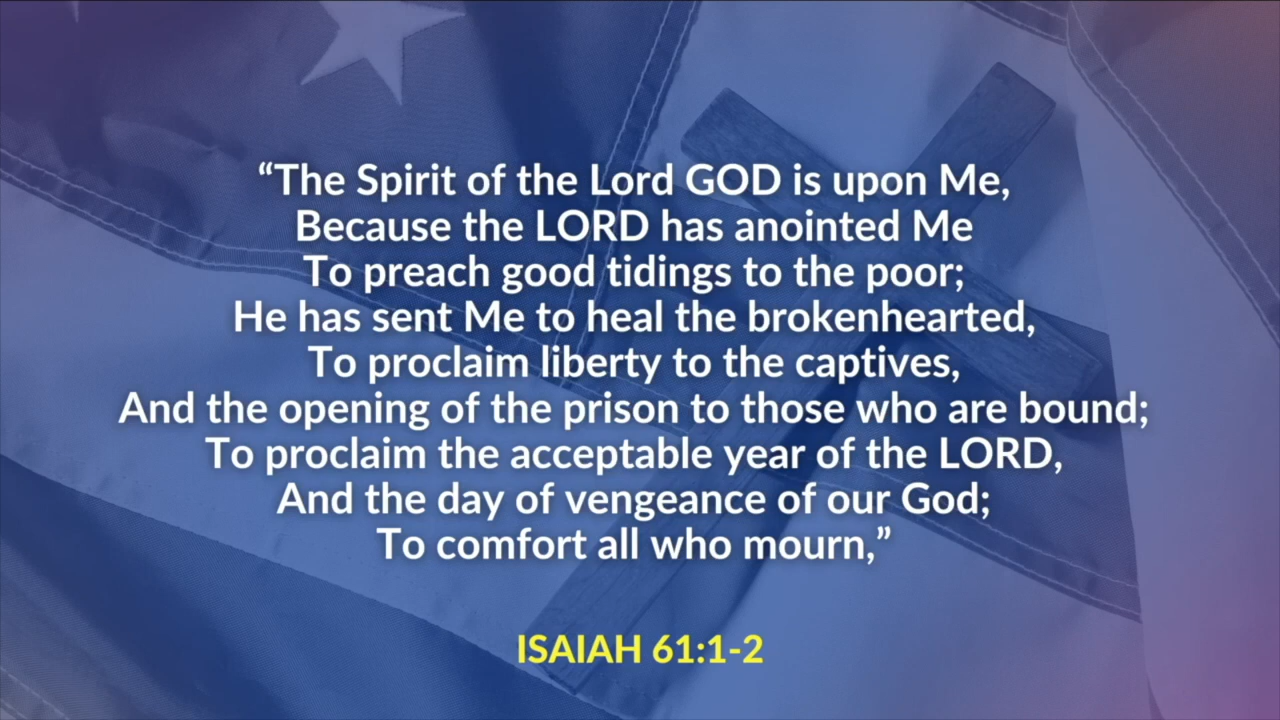 “The Spirit of the Lord GOD is upon Me,
Because the LORD has anointed Me
To preach good tidings to the poor;
He has sent Me to heal the brokenhearted,
To proclaim liberty to the captives,
And the opening of the prison to those who are bound;
To proclaim the acceptable year of the LORD,
And the day of vengeance of our God;
To comfort all who mourn,”
ISAIAH 61:1-2